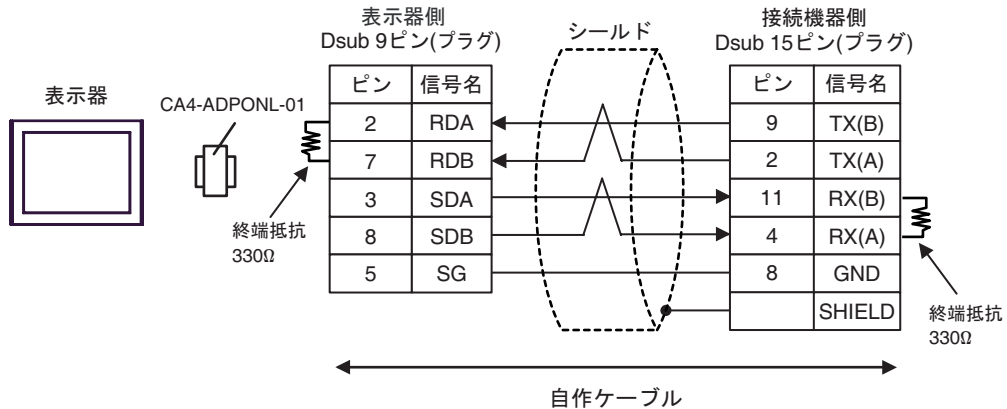 表示器側
Dsub 9ピン(プラグ)
シールド
接続機器側
Dsub 15ピン(プラグ)
表示器
CA4-ADPONL-01
ピン 信号名
2 RDA
7 RDB
3 SDA
8 SDB
5 SG
終端抵抗
330Ω
ピン 信号名
9 TX(B)
2 TX(A)
11 RX(B)
4 RX(A)
8 GND
SHIELD
終端抵抗
330Ω
自作ケーブル